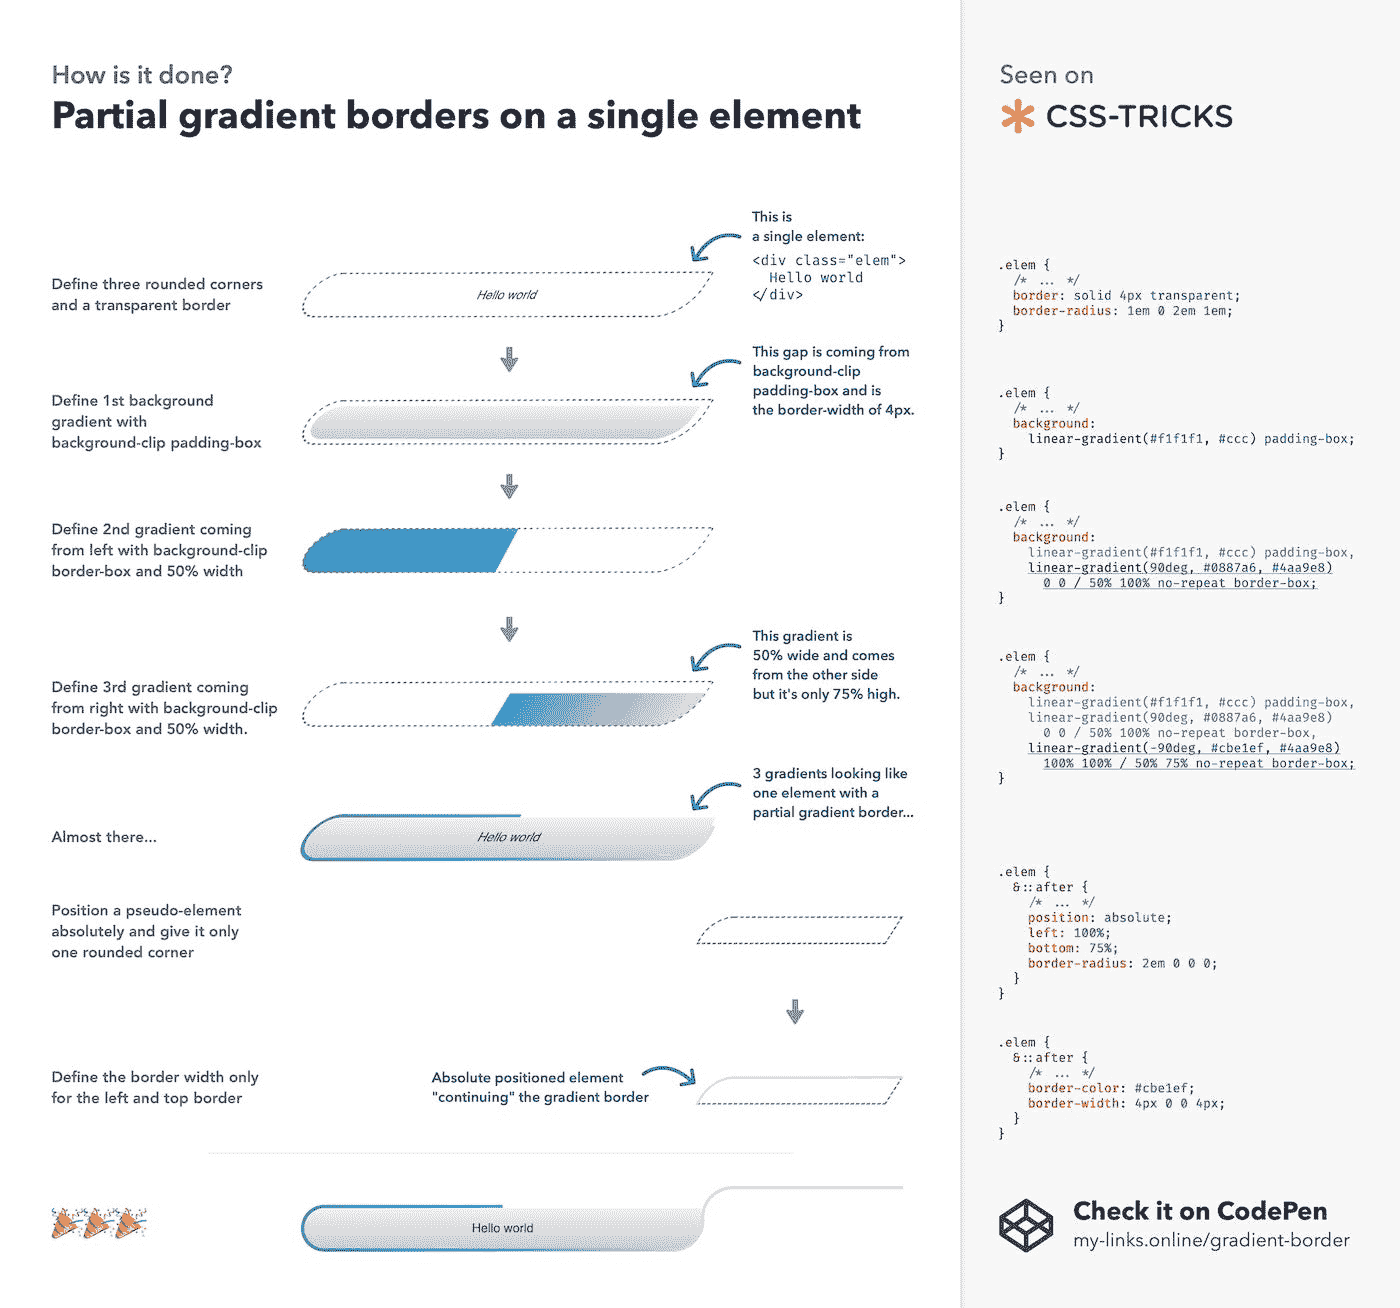 How is it done?
Partial gradient borders on a single element
Seen on
CSS-TRICKS
This is
a single element:
<div class="elem">
Hello world
</div>
Define three rounded corners
and a transparent border
Hello world
.elem {
/* ... */
border: solid 4px transparent;
border-radius: 1em 0 2em 1em;
}
This gap is coming from
background-clip
padding-box and is
the border-width of 4px.
Define 1st background
gradient with
background-clip padding-box
.elem {
/* ... */
background:
linear-gradient(#f1f1f1, #ccc) padding-box;
}
Define 2nd gradient coming
from left with background-clip
border-box and 50% width
.elem {
/* ... */
background:
linear-gradient(#f1f1f1, #ccc) padding-box,
linear-gradient(90deg, #0887a6, #4aa9e8)
0 0 / 50% 100% no-repeat border-box;
}
This gradient is
50% wide and comes
from the other side
but it's only 75% high.
Define 3rd gradient coming
from right with background-clip
border-box and 50% width.
.elem {
/* ... */
background:
linear-gradient(#f1f1f1, #ccc) padding-box,
linear-gradient(90deg, #0887a6, #4aa9e8)
0 0 / 50% 100% no-repeat border-box,
linear-gradient(-90deg, #cbe1ef, #4aa9e8)
100% 100% / 50% 75% no-repeat border-box;
}
3 gradients looking like
one element with a
partial gradient border...
Almost there...
Hello world
Position a pseudo-element
absolutely and give it only
one rounded corner
.elem {
&::after {
/* ... */
position: absolute;
left: 100%;
bottom: 75%;
border-radius: 2em 0 0 0;
}
}
Define the border width only
for the left and top border
Absolute positioned element
"continuing" the gradient border
.elem {
&::after {
/* ... */
border-color: #cbe1ef;
border-width: 4px 0 0 4px;
}
}
Hello world
Check it on CodePen
my-links.online/gradient-border